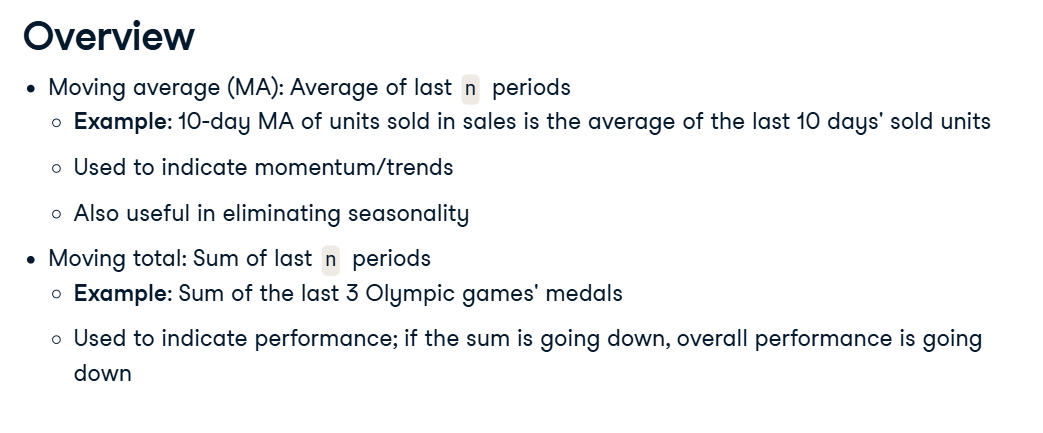 Overview
• Moving average (MA): Average of last n periods
○ Example: 10-day MA of units sold in sales is the average of the last 10 days' sold units
○ Used to indicate momentum/trends
○ Also useful in eliminating seasonality
• Moving total: Sum of last n periods
○ Example: Sum of the last 3 Olympic games' medals
○ Used to indicate performance; if the sum is going down, overall performance is going
down